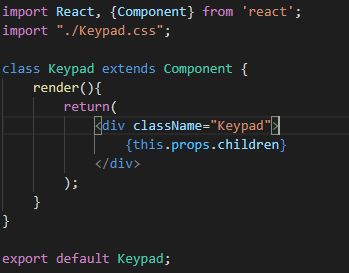 import React, {Component} from 'react';
import "./Keypad.css";

class Keypad extends Component {
    render(){
        return(
            <div className="Keypad">
                {this.props.children}
            </div>
        );
    }
}

export default Keypad;